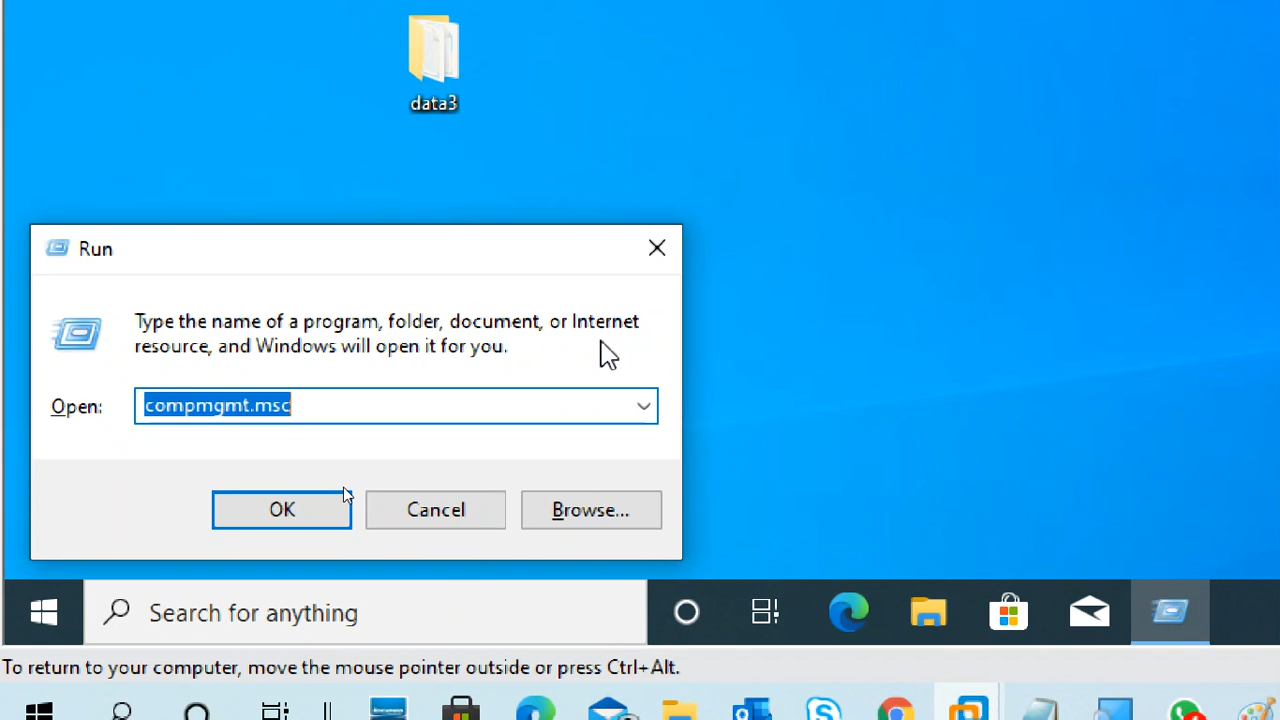 data3
Run
Type the name of a program, folder, document, or Internet
resource, and Windows will open it for you.
Open: compmgmt.msc
OK Cancel Browse...
Search for anything
To return to your computer, move the mouse pointer outside or press Ctrl+Alt.